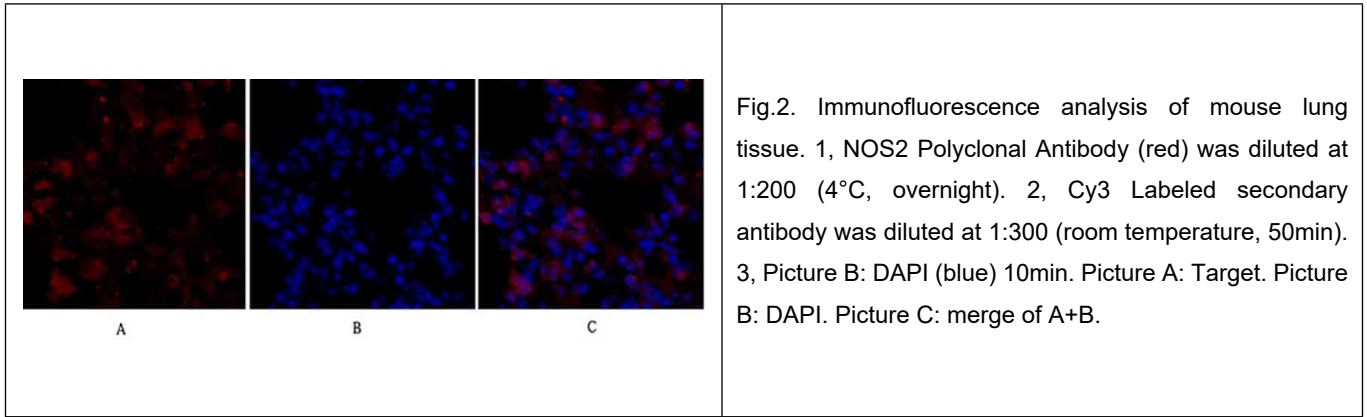 A
B
C
Fig.2. Immunofluorescence analysis of mouse lung
tissue. 1, NOS2 Polyclonal Antibody (red) was diluted at
1:200 (4°C, overnight). 2, Cy3 Labeled secondary
antibody was diluted at 1:300 (room temperature, 50min).
3, Picture B: DAPI (blue) 10min. Picture A: Target. Picture
B: DAPI. Picture C: merge of A+B.